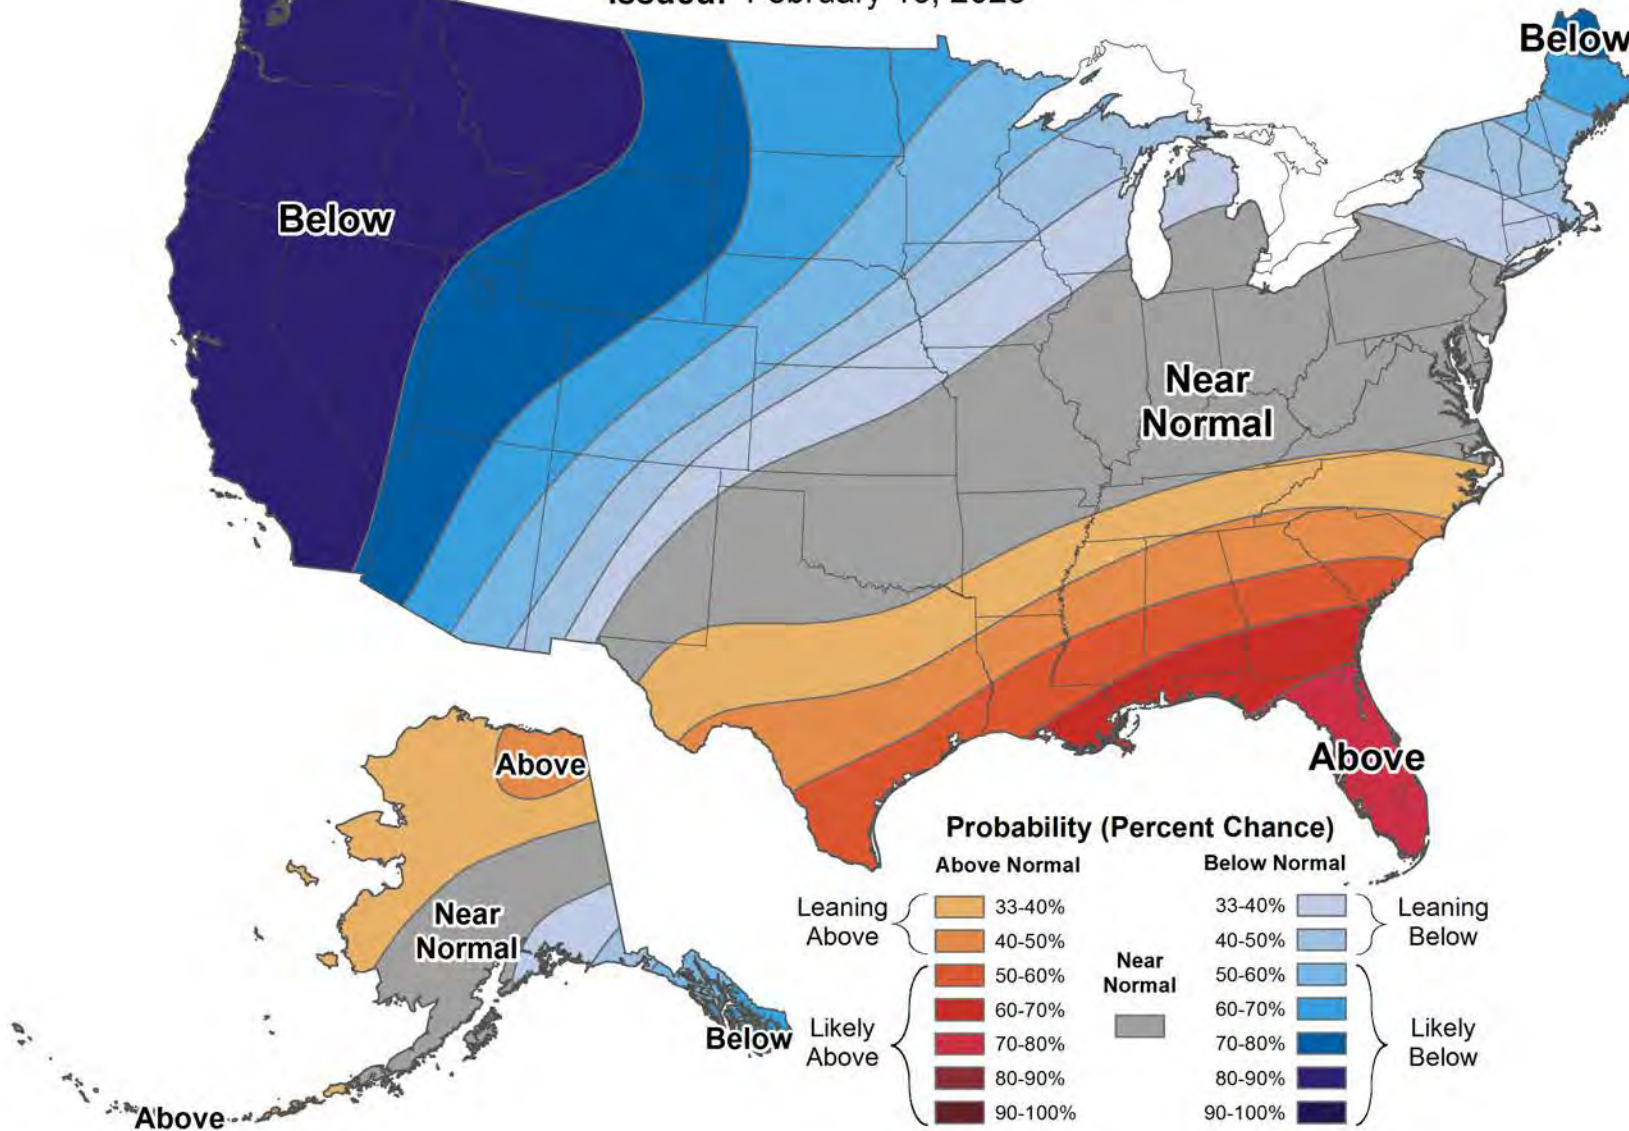 Below
Below
Near
Normal
Above
Above
Near
Normal
Below
Above
Probability (Percent Chance)
Above Normal
Below Normal
Leaning
Above
33-40%
40-50%
Likely
Above
50-60%
60-70%
70-80%
80-90%
90-100%
Near
Normal
33-40%
40-50%
Leaning
Below
50-60%
60-70%
70-80%
80-90%
90-100%
Likely
Below